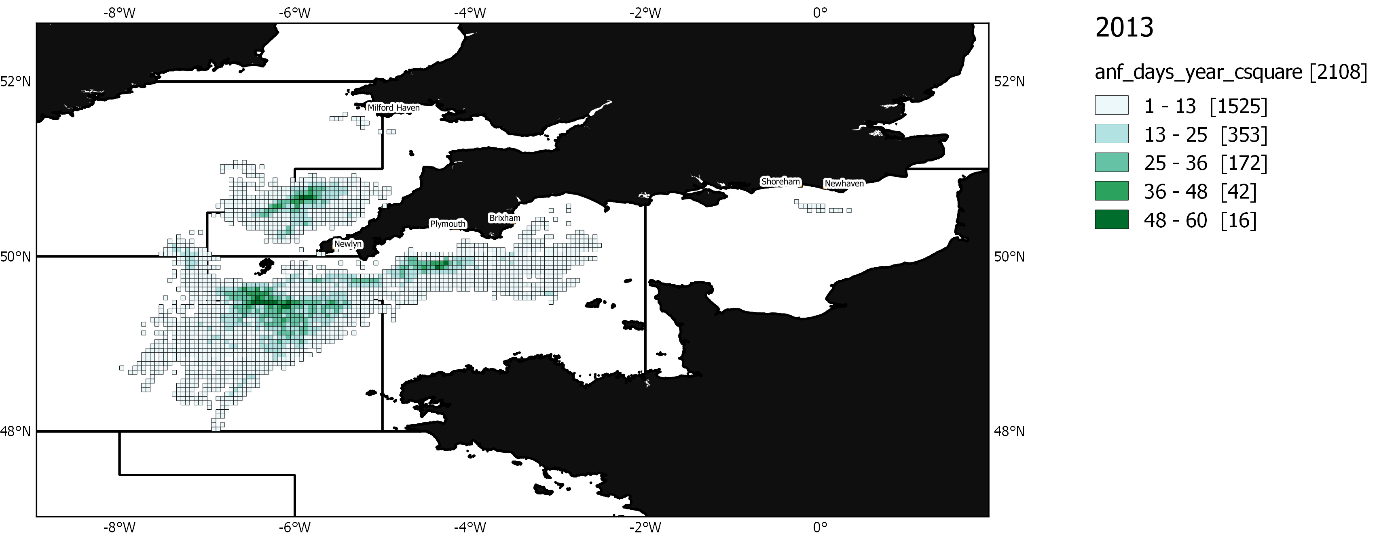 -8°W -6°W -4°W -2°W 0°
2013
anf_days_year_csquare [2108]
52°N 52°N
1 - 13 [1525]
Milford Haven
13 - 25 [353]
25 - 36 [172]
Shoreham Newhaven
36 - 48 [42]
Plymouth Brixham
48 - 60 [16]
Newlyn
50°N 50°N
48°N 48°N
-8°W -6°W -4°W -2°W 0°